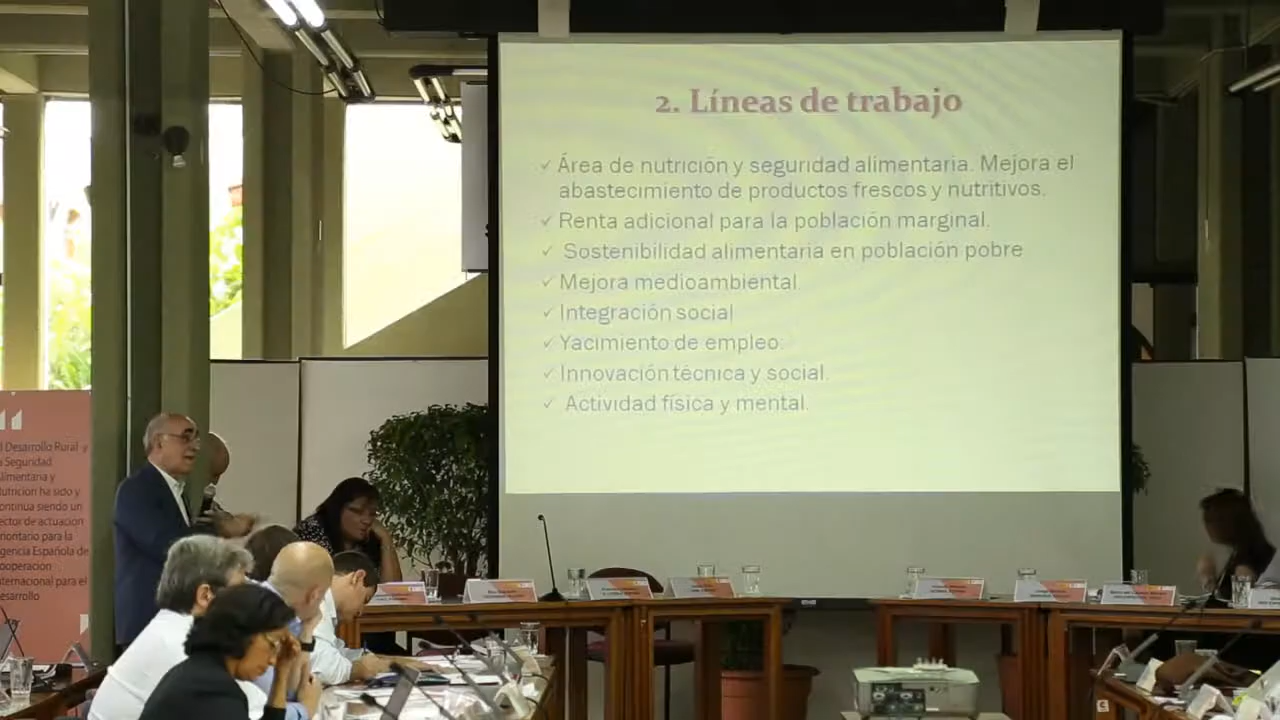 2. Líneas de trabajo
✓ Área de nutrición y seguridad alimentaria. Mejora el
abastecimiento de productos frescos y nutritivos.
✓ Renta adicional para la población marginal.
✓ Sostenibilidad alimentaria en población pobre
✓ Mejora medioambiental.
✓ Integración social
✓ Yacimiento de empleo.
✓ Innovación técnica y social.
✓ Actividad física y mental.
l Desarrollo Rural y
a Seguridad
limentaria y
utrición ha sido y
ontinua siendo un
ector de actuación
riontario para la
gencia Española de
ooperación
nternacional para el
esarrollo